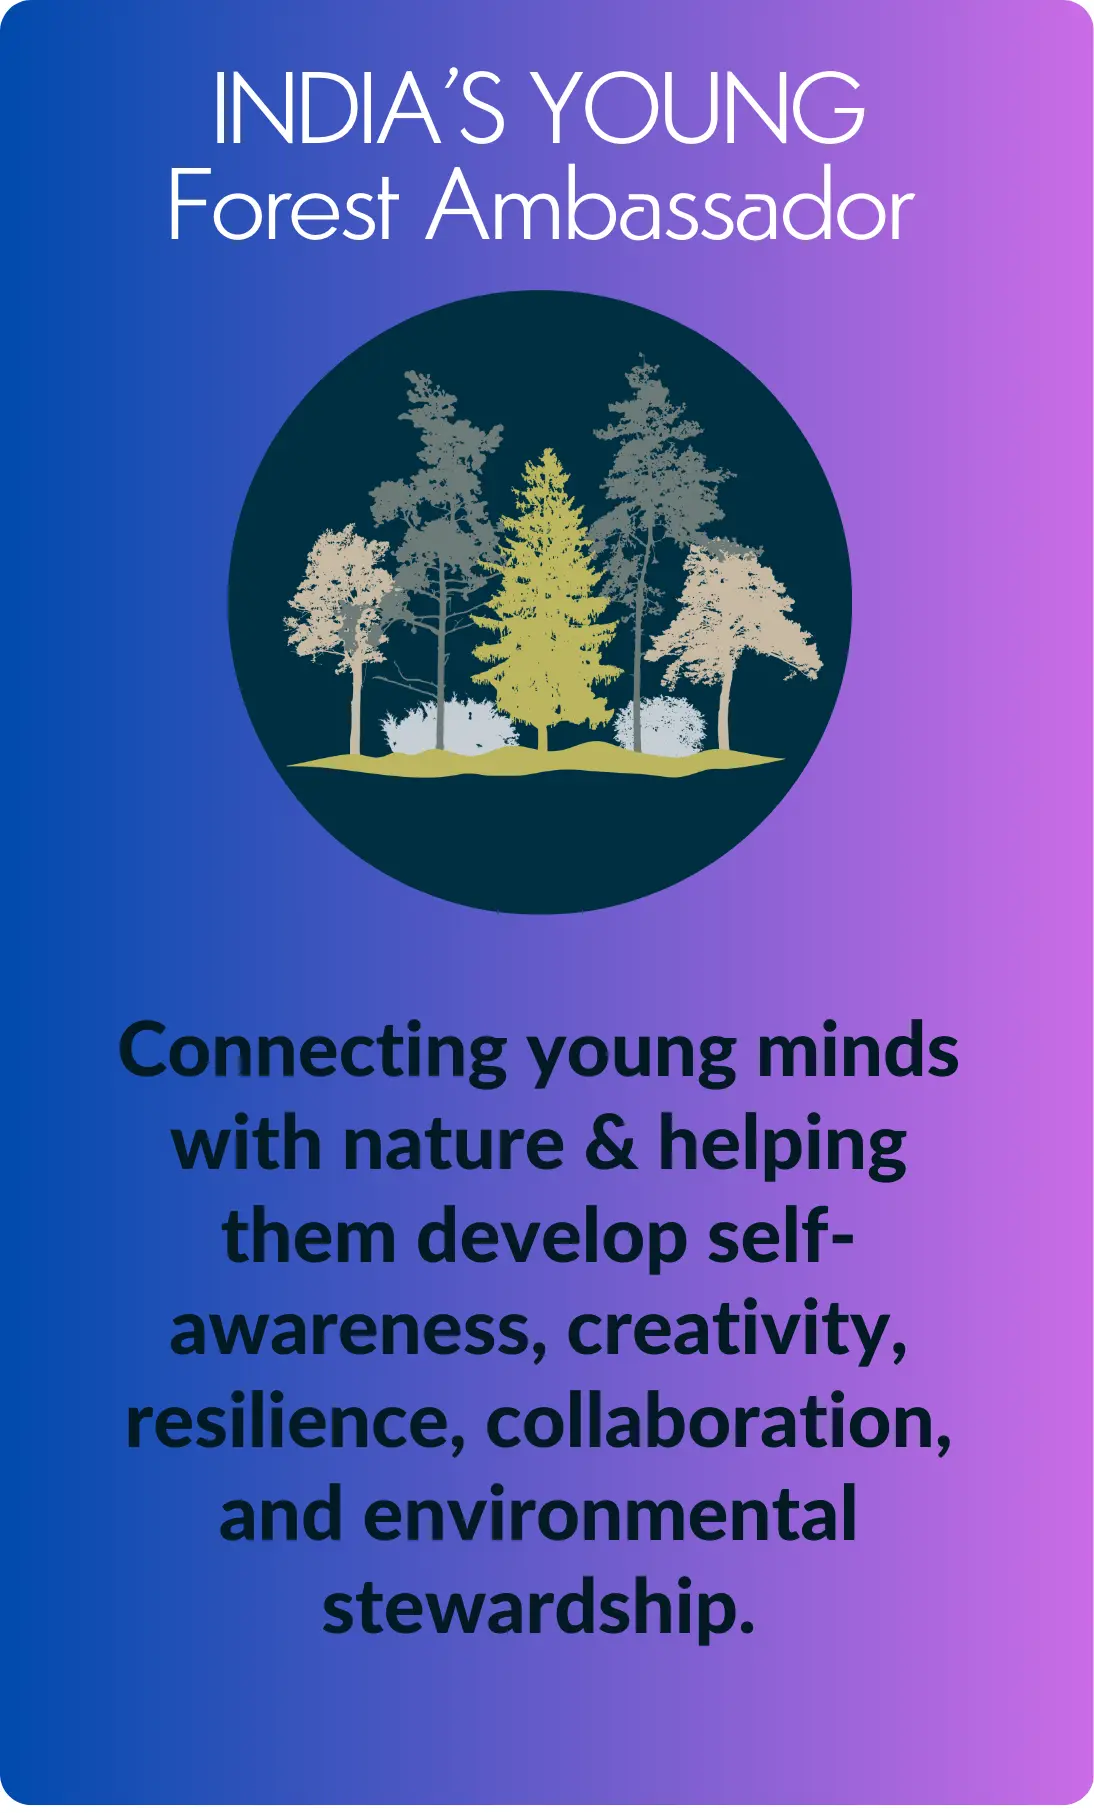 INDIA’S YOUNG
Forest Ambassador
Connecting young minds
with nature & helping
them develop self-
awareness, creativity,
resilience, collaboration,
and environmental
stewardship.